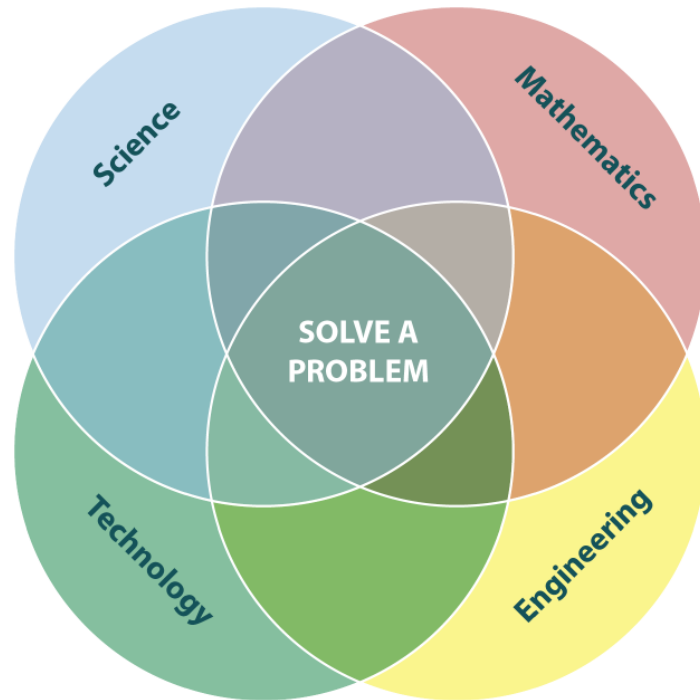 Science
Mathematics
SOLVE A
PROBLEM
Technology
Engineering